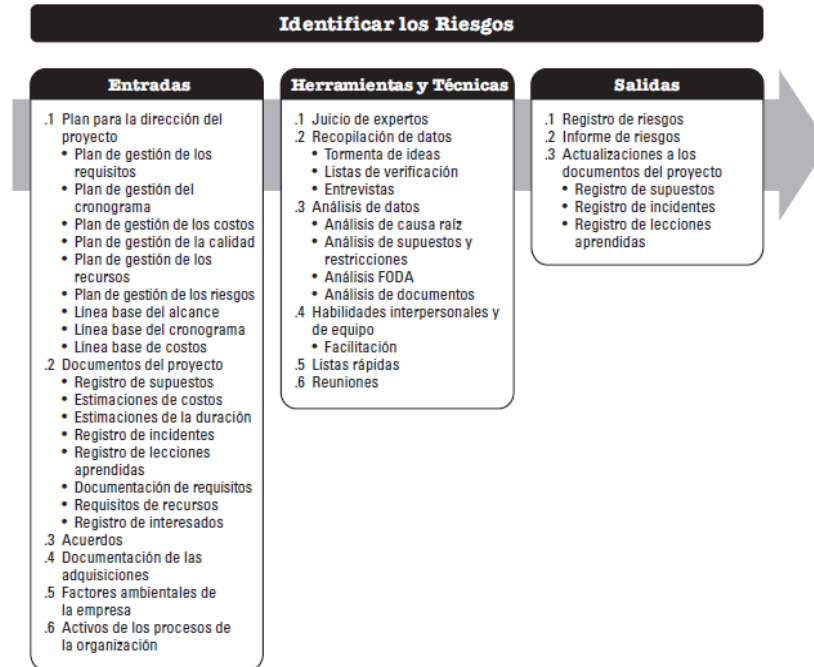 Identificar los Riesgos
Entradas
.1 Plan para la dirección del
proyecto
• Plan de gestión de los
requisitos
• Plan de gestión del
cronograma
• Plan de gestión de los costos
• Plan de gestión de la calidad
• Plan de gestión de los
recursos
• Plan de gestión de los riesgos
• Línea base del alcance
• Línea base del cronograma
• Línea base de costos
.2 Documentos del proyecto
• Registro de supuestos
• Estimaciones de costos
• Estimaciones de la duración
• Registro de incidentes
• Registro de lecciones
aprendidas
• Documentación de requisitos
• Requisitos de recursos
• Registro de interesados
.3 Acuerdos
.4 Documentación de las
adquisiciones
.5 Factores ambientales de
la empresa
.6 Activos de los procesos de
la organización
Herramientas y Técnicas
.1 Juicio de expertos
.2 Recopilación de datos
• Tormenta de ideas
• Listas de verificación
• Entrevistas
.3 Análisis de datos
• Análisis de causa raíz
• Análisis de supuestos y
restricciones
• Análisis FODA
• Análisis de documentos
.4 Habilidades interpersonales y
de equipo
• Facilitación
.5 Listas rápidas
.6 Reuniones
Salidas
.1 Registro de riesgos
.2 Informe de riesgos
.3 Actualizaciones a los
documentos del proyecto
• Registro de supuestos
• Registro de incidentes
• Registro de lecciones
aprendidas